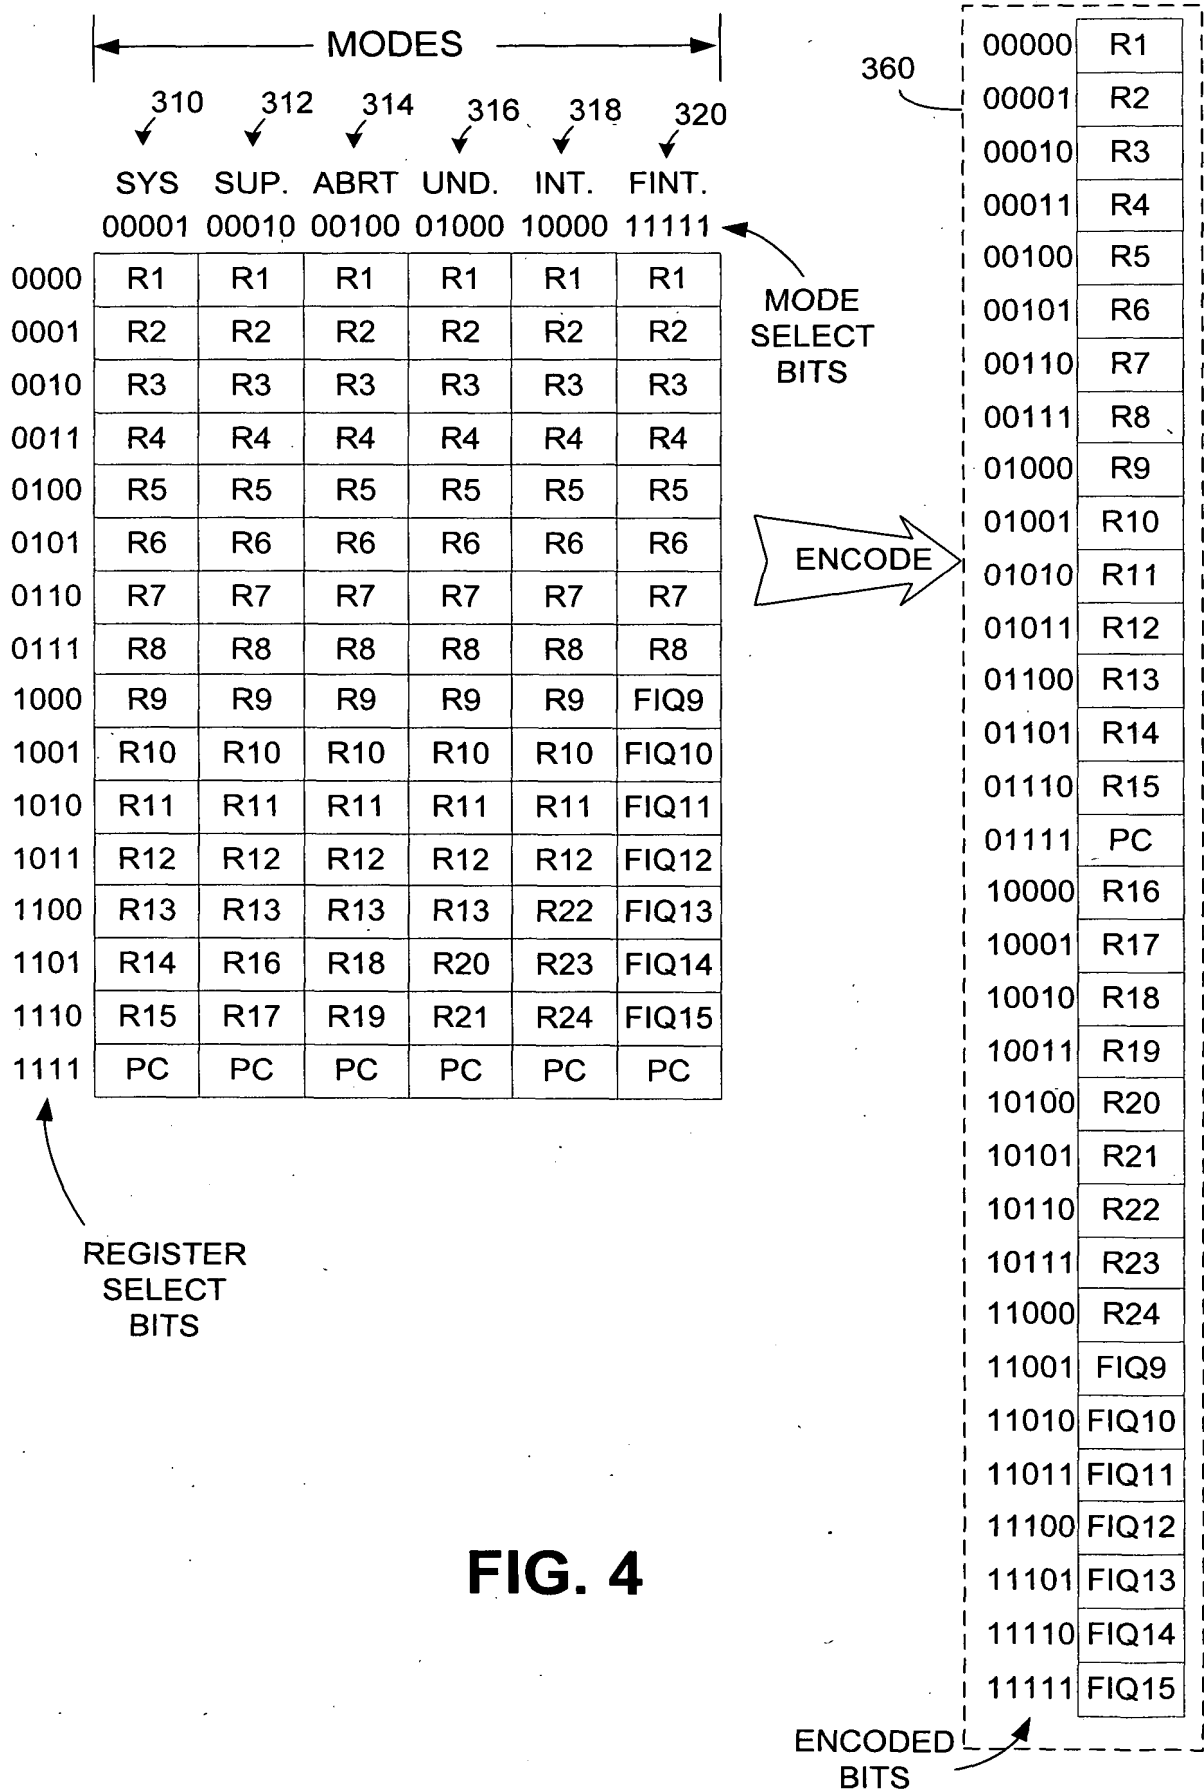 MODES
310 312 314 316 318 320
SYS SUP. ABRT UND. INT. FINT.
00001 00010 00100 01000 10000 11111
MODE
SELECT
BITS
0000 R1 R1 R1 R1 R1 R1
0001 R2 R2 R2 R2 R2 R2
0010 R3 R3 R3 R3 R3 R3
0011 R4 R4 R4 R4 R4 R4
0100 R5 R5 R5 R5 R5 R5
0101 R6 R6 R6 R6 R6 R6
0110 R7 R7 R7 R7 R7 R7
0111 R8 R8 R8 R8 R8 R8
1000 R9 R9 R9 R9 R9 FIQ9
1001 R10 R10 R10 R10 R10 FIQ10
1010 R11 R11 R11 R11 R11 FIQ11
1011 R12 R12 R12 R12 R12 FIQ12
1100 R13 R13 R13 R13 R22 FIQ13
1101 R14 R16 R18 R20 R23 FIQ14
1110 R15 R17 R19 R21 R24 FIQ15
1111 PC PC PC PC PC PC
REGISTER
SELECT
BITS
ENCODE
360
00000 R1
00001 R2
00010 R3
00011 R4
00100 R5
00101 R6
00110 R7
00111 R8
01000 R9
01001 R10
01010 R11
01011 R12
01100 R13
01101 R14
01110 R15
01111 PC
10000 R16
10001 R17
10010 R18
10011 R19
10100 R20
10101 R21
10110 R22
10111 R23
11000 R24
11001 FIQ9
11010 FIQ10
11011 FIQ11
11100 FIQ12
11101 FIQ13
11110 FIQ14
11111 FIQ15
ENCODED
BITS
FIG. 4